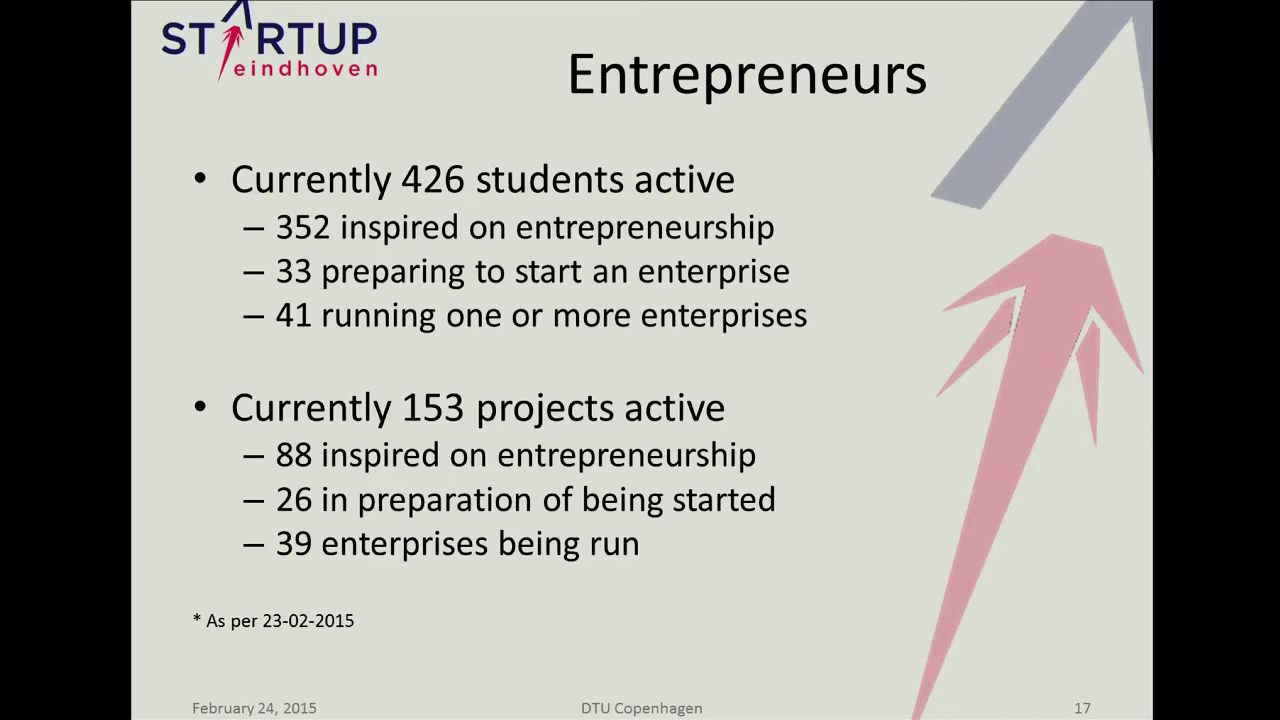 STARTUP
eindhoven
Entrepreneurs
• Currently 426 students active
– 352 inspired on entrepreneurship
– 33 preparing to start an enterprise
– 41 running one or more enterprises
• Currently 153 projects active
– 88 inspired on entrepreneurship
– 26 in preparation of being started
– 39 enterprises being run
* As per 23-02-2015
February 24, 2015 DTU Copenhagen 17